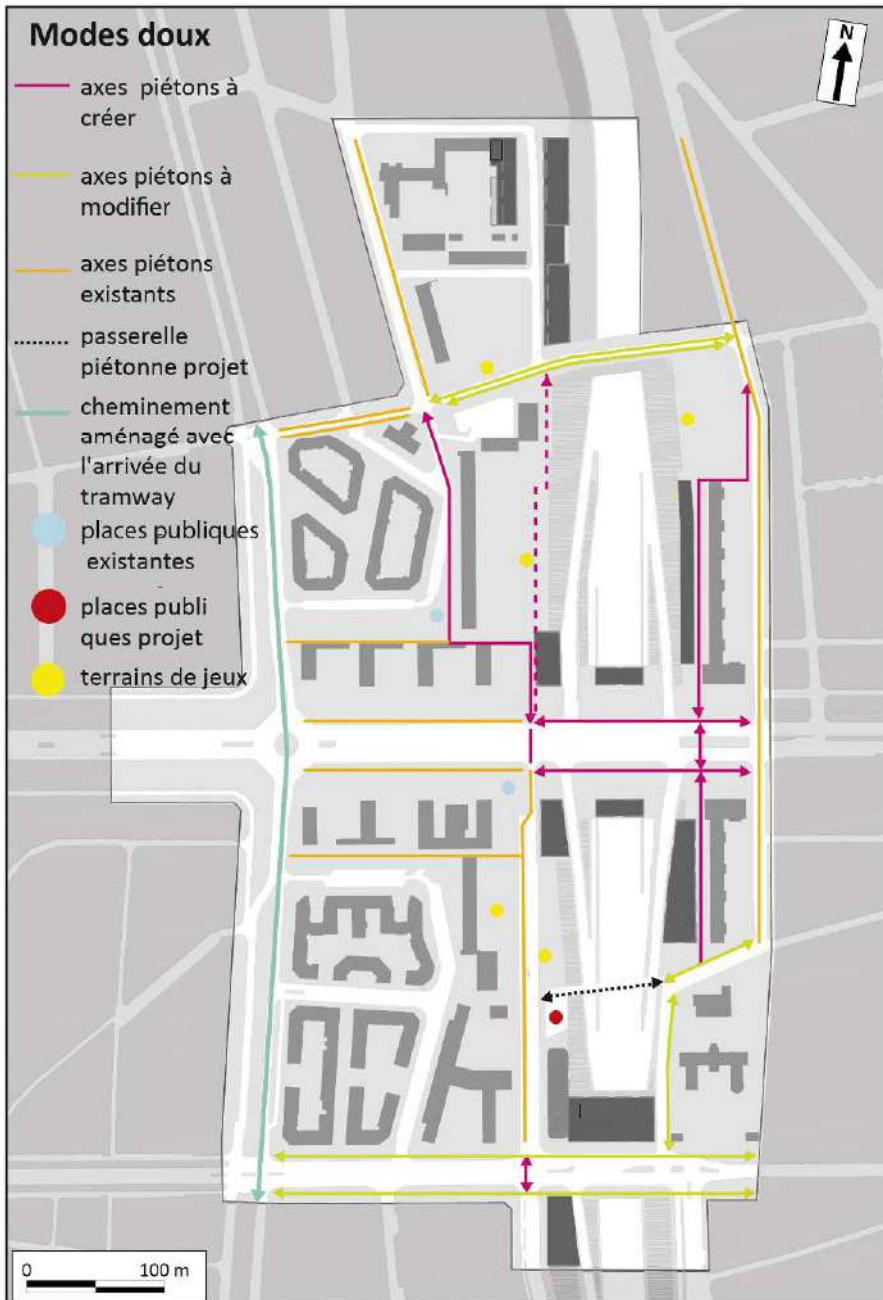 Modes doux
N
axes piétons à
créer
axes piétons à
modifier
axes piétons
existants
passerelle
piétonne projet
cheminement
aménagé avec
l'arrivée du
tramway
places publiques
existantes
places publi
ques projet
terrains de jeux
0 100 m